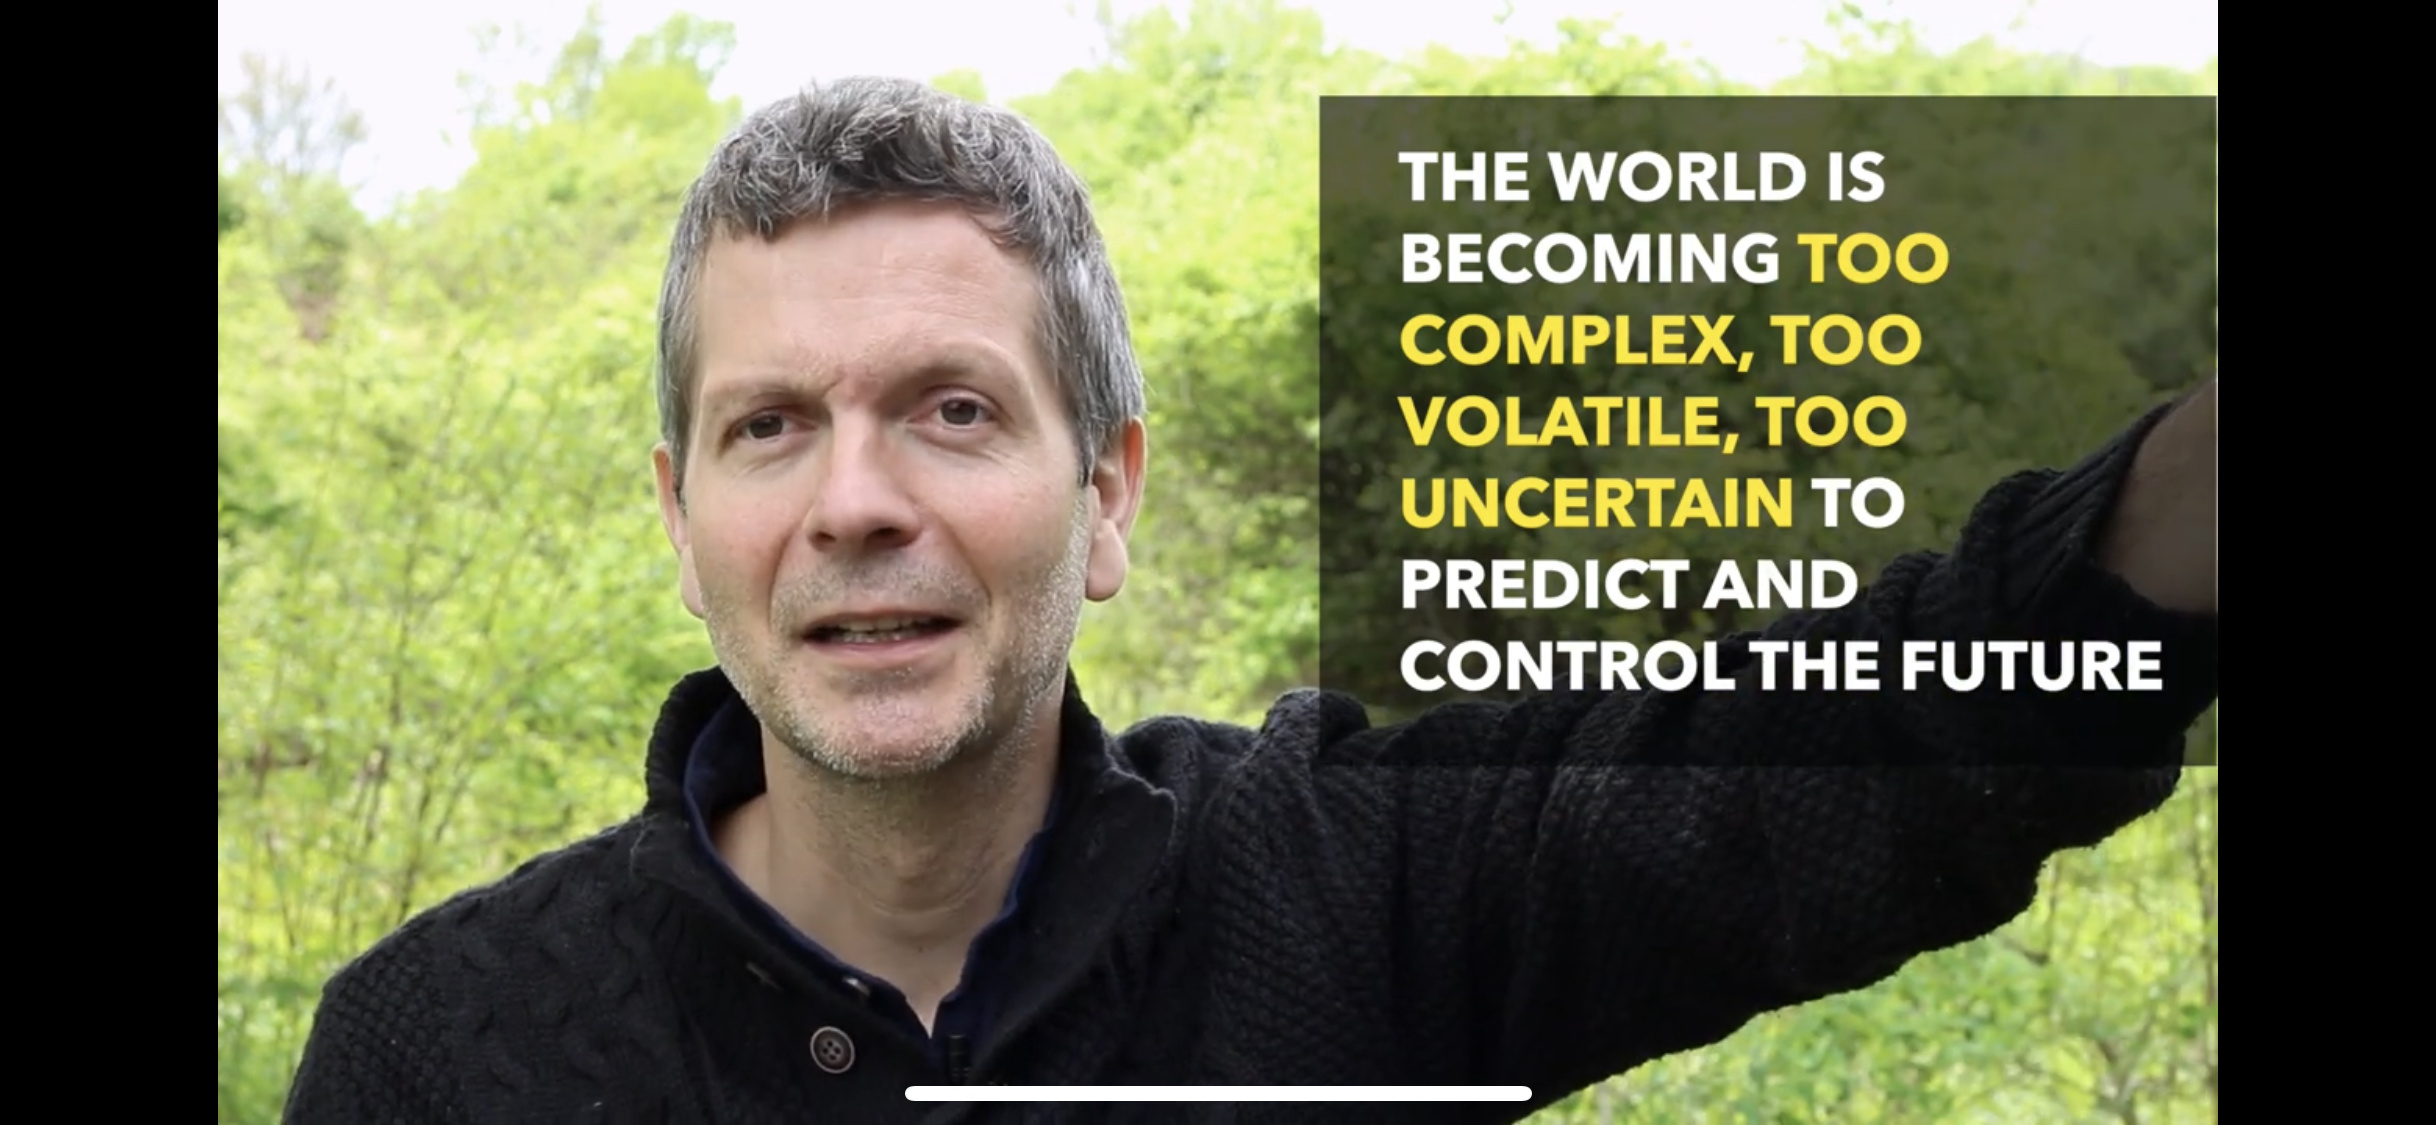 THE WORLD IS
BECOMING TOO
COMPLEX, TOO
VOLATILE, TOO
UNCERTAIN TO
PREDICT AND
CONTROL THE FUTURE